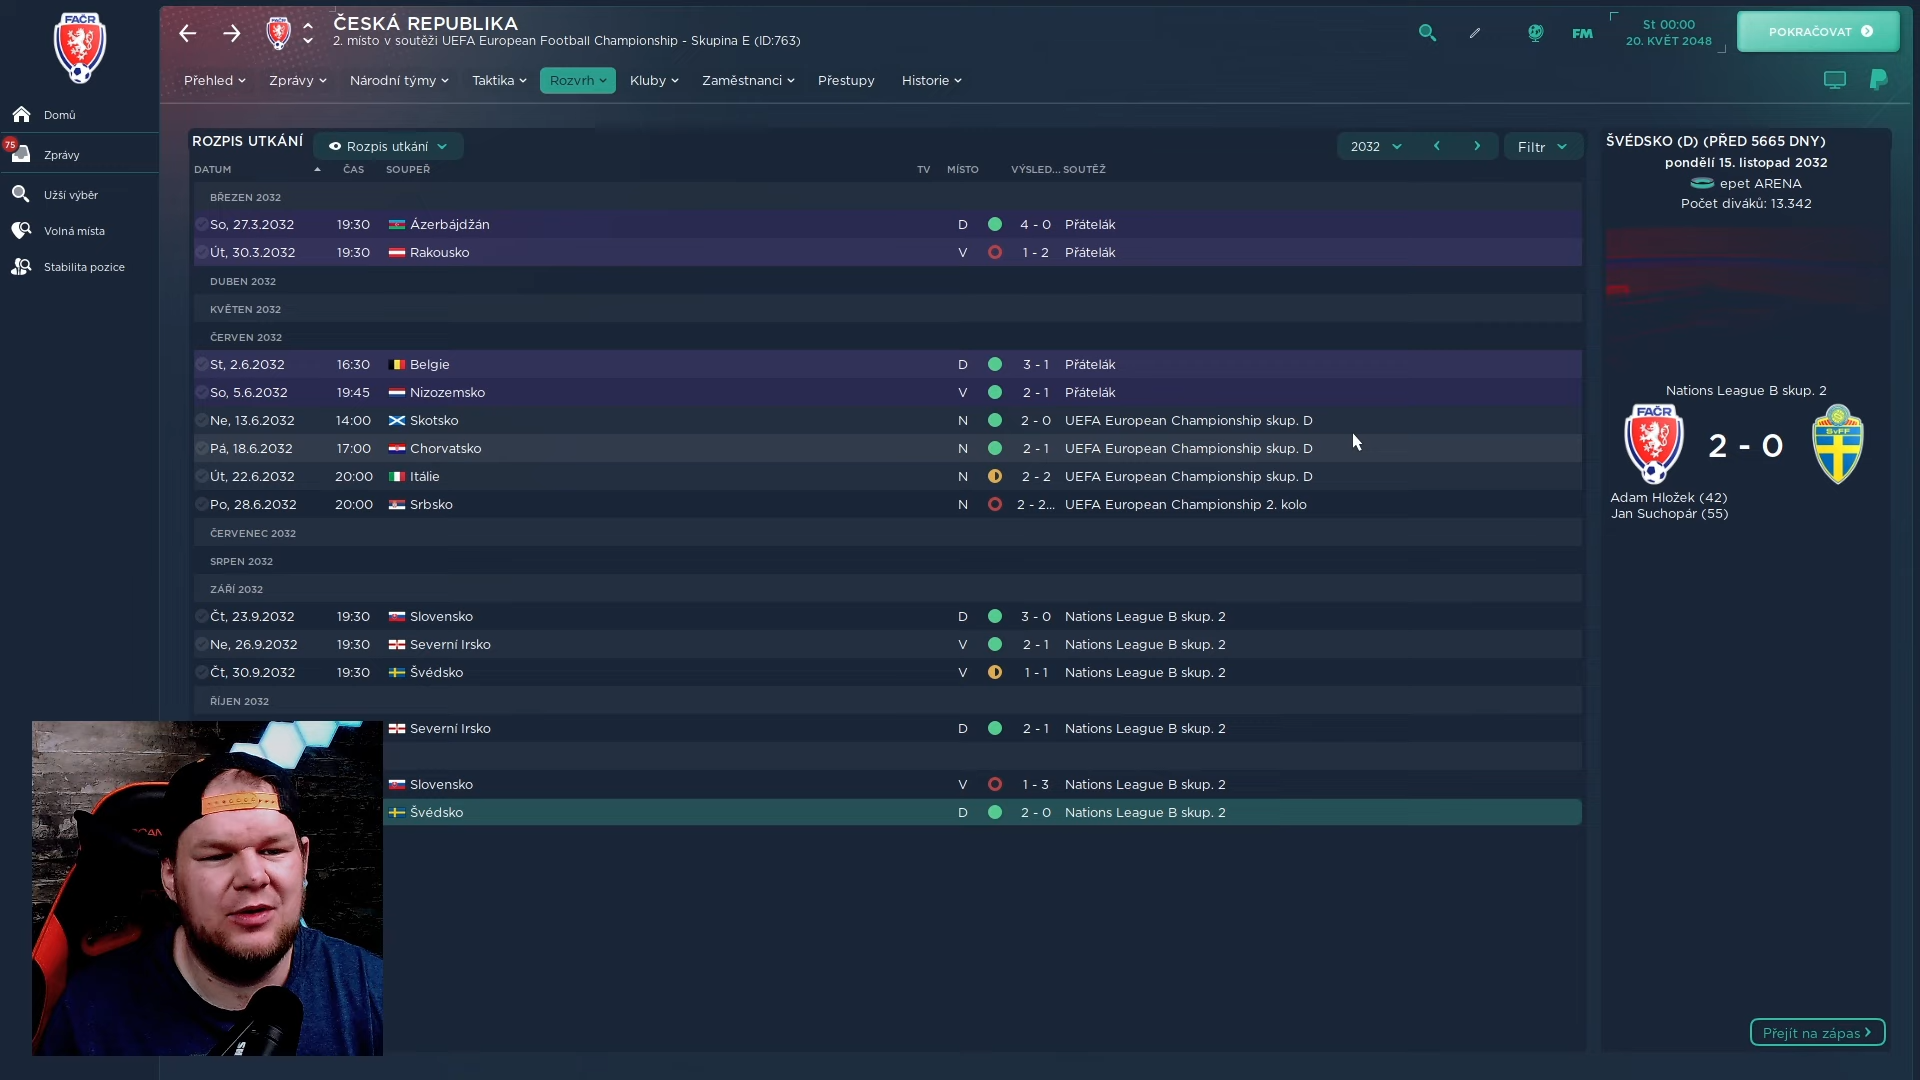 FAČR
ČESKÁ REPUBLIKA
2. místo v soutěži UEFA European Football Championship - Skupina E (ID:763)
FM
St 00:00
20. KVĚT 2048
POKRAČOVAT
Přehled
Zprávy
Národní týmy
Taktika
Rozvrh
Kluby
Zaměstnanci
Přestupy
Historie
Domů
75
Zprávy
Užší výběr
Volná místa
Stabilita pozice
ROZPIS UTKÁNÍ
Rozpis utkání
2032
Filtr
DATUM ČAS SOUPEŘ TV MÍSTO VÝSLED... SOUTĚŽ
BŘEZEN 2032
So, 27.3.2032 19:30 Ázerbájdžán D 4 - 0 Přátelák
Út, 30.3.2032 19:30 Rakousko V 1 - 2 Přátelák
DUBEN 2032
KVĚTEN 2032
ČERVEN 2032
St, 2.6.2032 16:30 Belgie D 3 - 1 Přátelák
So, 5.6.2032 19:45 Nizozemsko V 2 - 1 Přátelák
Ne, 13.6.2032 14:00 Skotsko N 2 - 0 UEFA European Championship skup. D
Pá, 18.6.2032 17:00 Chorvatsko N 2 - 1 UEFA European Championship skup. D
Út, 22.6.2032 20:00 Itálie N 2 - 2 UEFA European Championship skup. D
Po, 28.6.2032 20:00 Srbsko N 2 - 2... UEFA European Championship 2. kolo
ČERVENEC 2032
SRPEN 2032
ZÁŘÍ 2032
Čt, 23.9.2032 19:30 Slovensko D 3 - 0 Nations League B skup. 2
Ne, 26.9.2032 19:30 Severní Irsko V 2 - 1 Nations League B skup. 2
Čt, 30.9.2032 19:30 Švédsko V 1 - 1 Nations League B skup. 2
ŘÍJEN 2032
Severní Irsko D 2 - 1 Nations League B skup. 2
Slovensko V 1 - 3 Nations League B skup. 2
Švédsko D 2 - 0 Nations League B skup. 2
ŠVÉDSKO (D) (PŘED 5665 DNY)
pondělí 15. listopad 2032
epet ARENA
Počet diváků: 13.342
Nations League B skup. 2
FAČR
2 - 0
SvFF
Adam Hložek (42)
Jan Suchopár (55)
Přejít na zápas